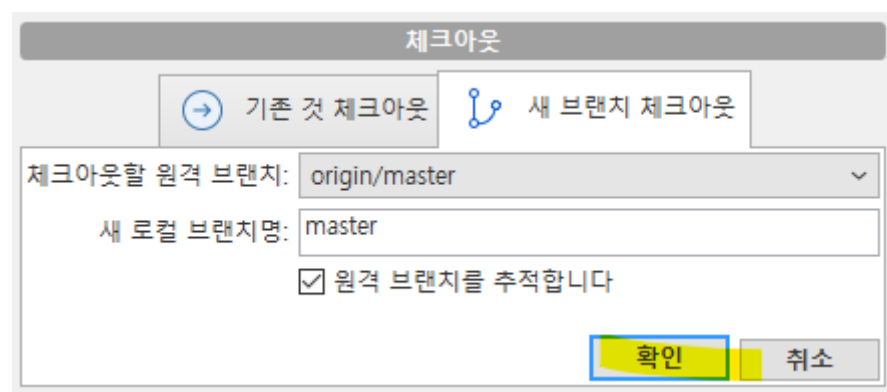 체크아웃
기존 것 체크아웃 새 브랜치 체크아웃
체크아웃할 원격 브랜치: origin/master
새 로컬 브랜치명: master
원격 브랜치를 추적합니다
확인 취소